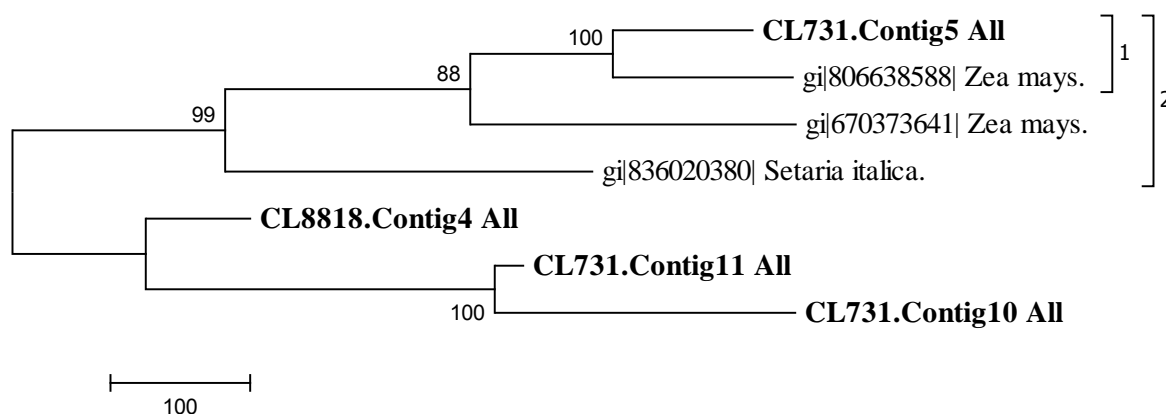 CL731.Contig5 All
100
1
gi|806638588| Zea mays.
88
2
99
gi|670373641| Zea mays.
gi|836020380| Setaria italica.
CL8818.Contig4 All
CL731.Contig11 All
100
CL731.Contig10 All
100